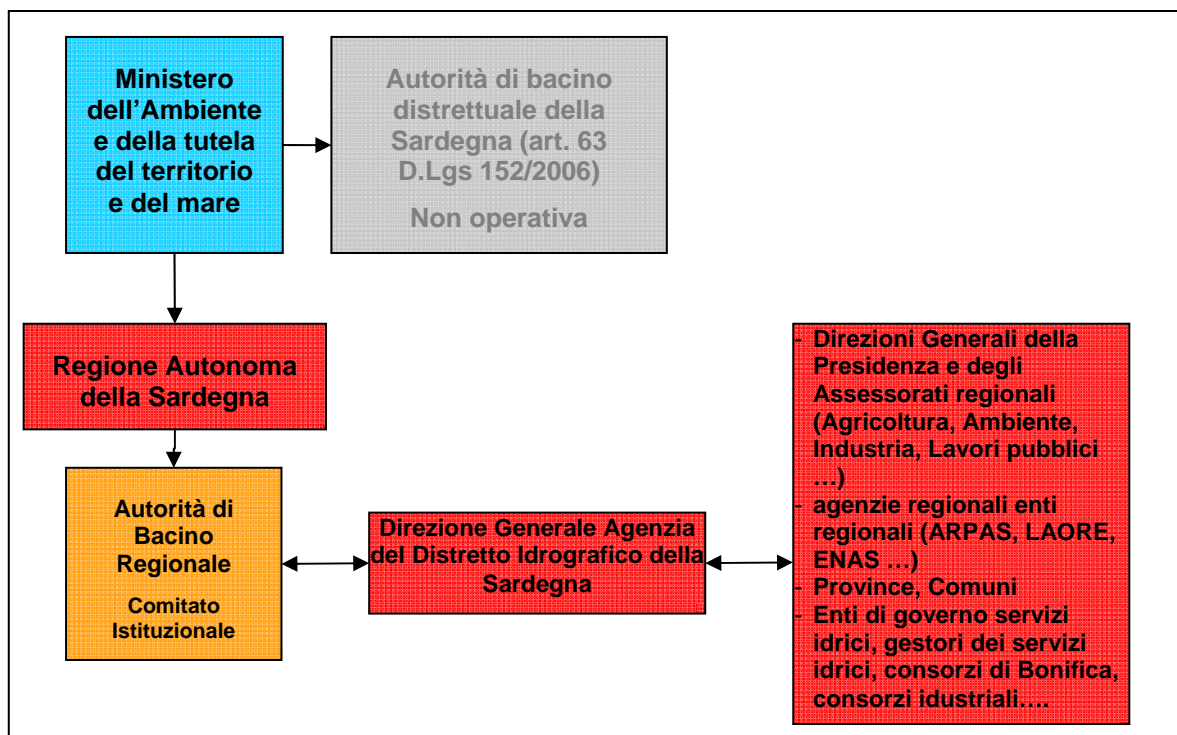 Ministero
dell’Ambiente
e della tutela
del territorio
e del mare
Autorità di bacino
distrettuale della
Sardegna (art. 63
D.Lgs 152/2006)
Non operativa
Regione Autonoma
della Sardegna
Autorità di
Bacino
Regionale
Comitato
Istituzionale
Direzione Generale Agenzia
del Distretto Idrografico della
Sardegna
- Direzioni Generali della
Presidenza e degli
Assessorati regionali
(Agricoltura, Ambiente,
Industria, Lavori pubblici
…)
- agenzie regionali enti
regionali (ARPAS, LAORE,
ENAS …)
- Province, Comuni
- Enti di governo servizi
idrici, gestori dei servizi
idrici, consorzi di Bonifica,
consorzi idustriali….